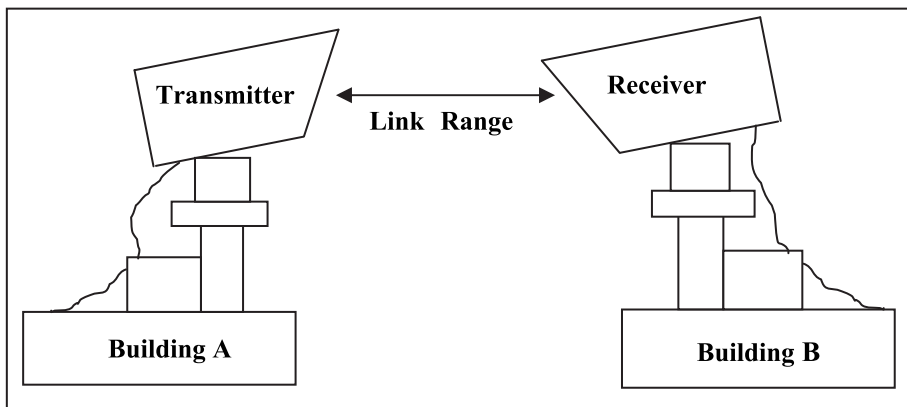 Transmitter
Receiver
Link Range
Building A
Building B